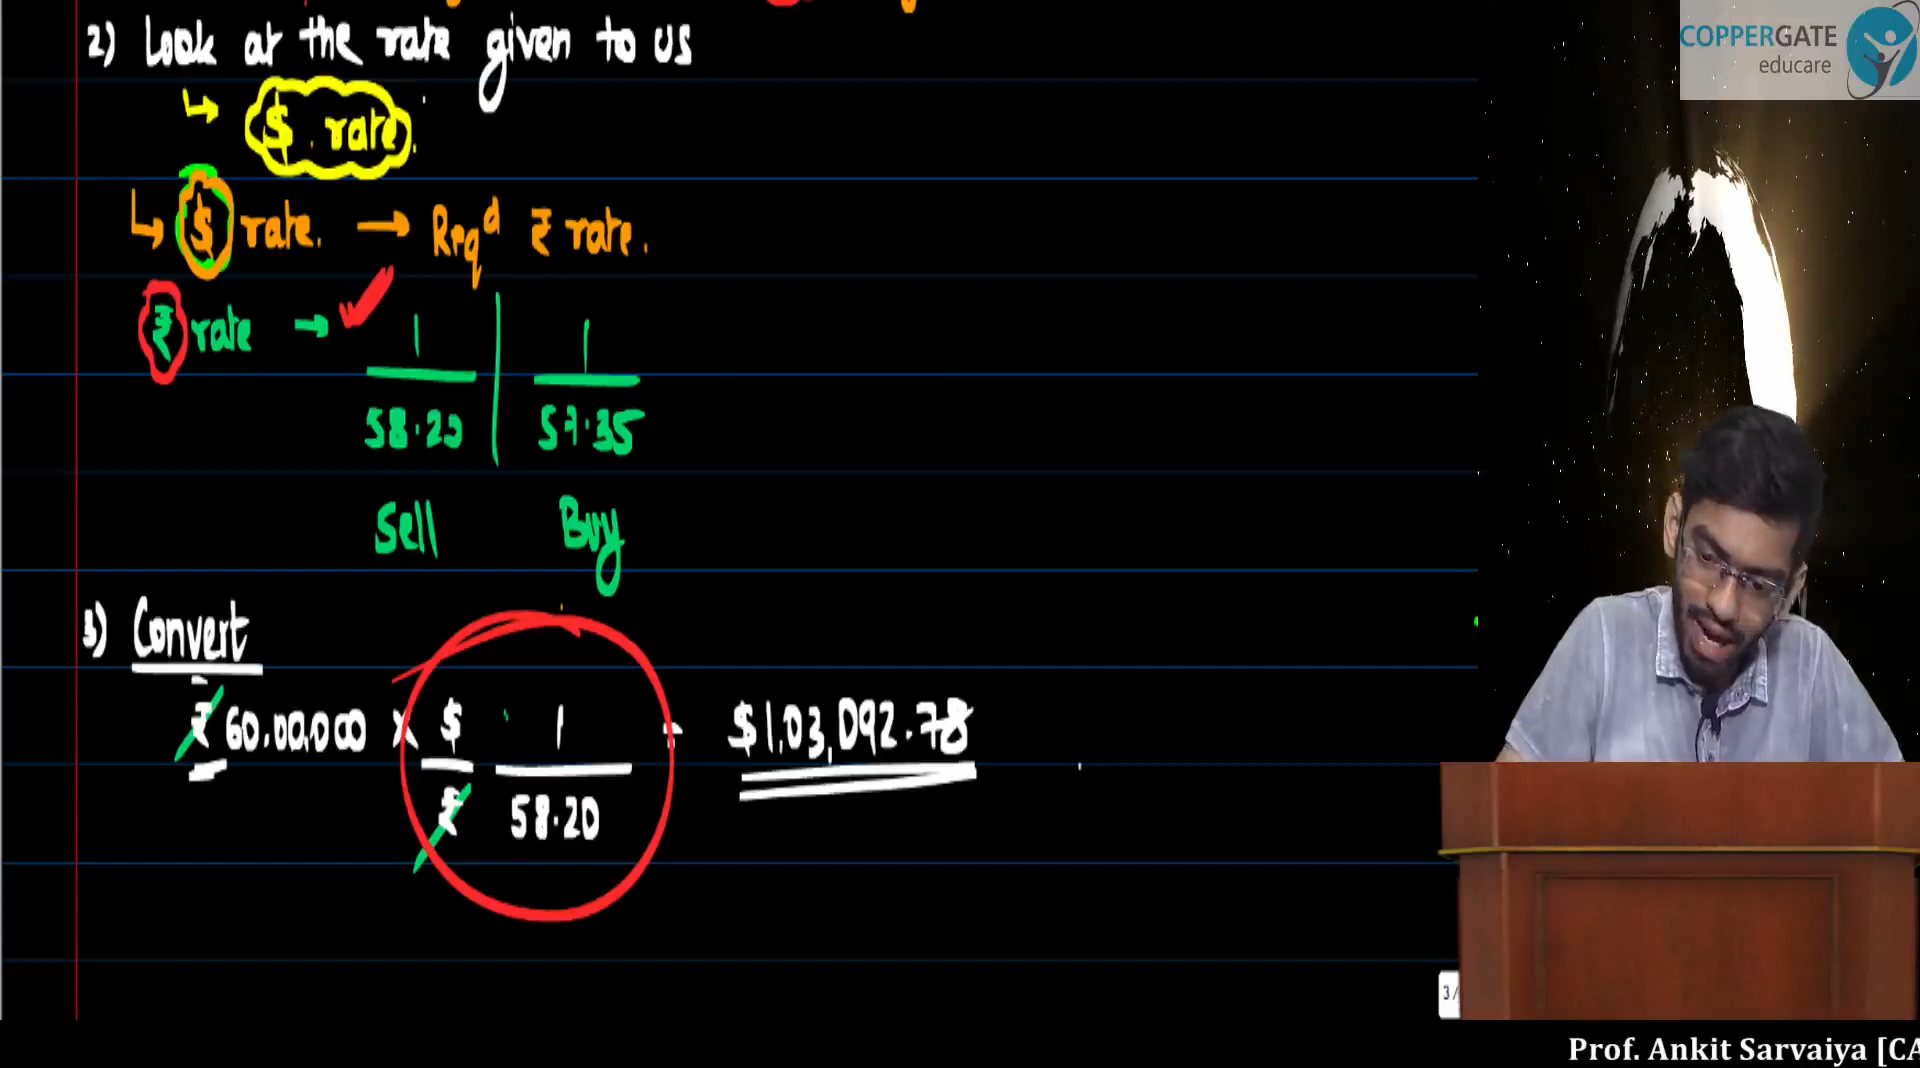 2) Look at the rate given to us
COPPERGATE
educare
↳ $ rate.
↳ $ rate. → Reqd ₹ rate.
₹ rate → 1 | 1
58.20 | 57.35
Sell Buy
3) Convert
₹ 60,00,000 × $ 1 = $1,03,092.78
₹ 58.20
3/
Prof. Ankit Sarvaiya [CA